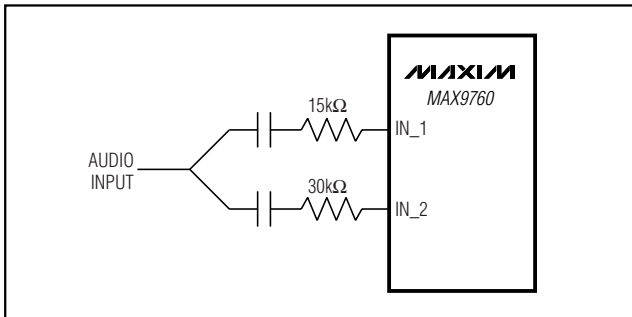 MAXIM
MAX9760
15kΩ
IN_1
AUDIO
INPUT
30kΩ
IN_2